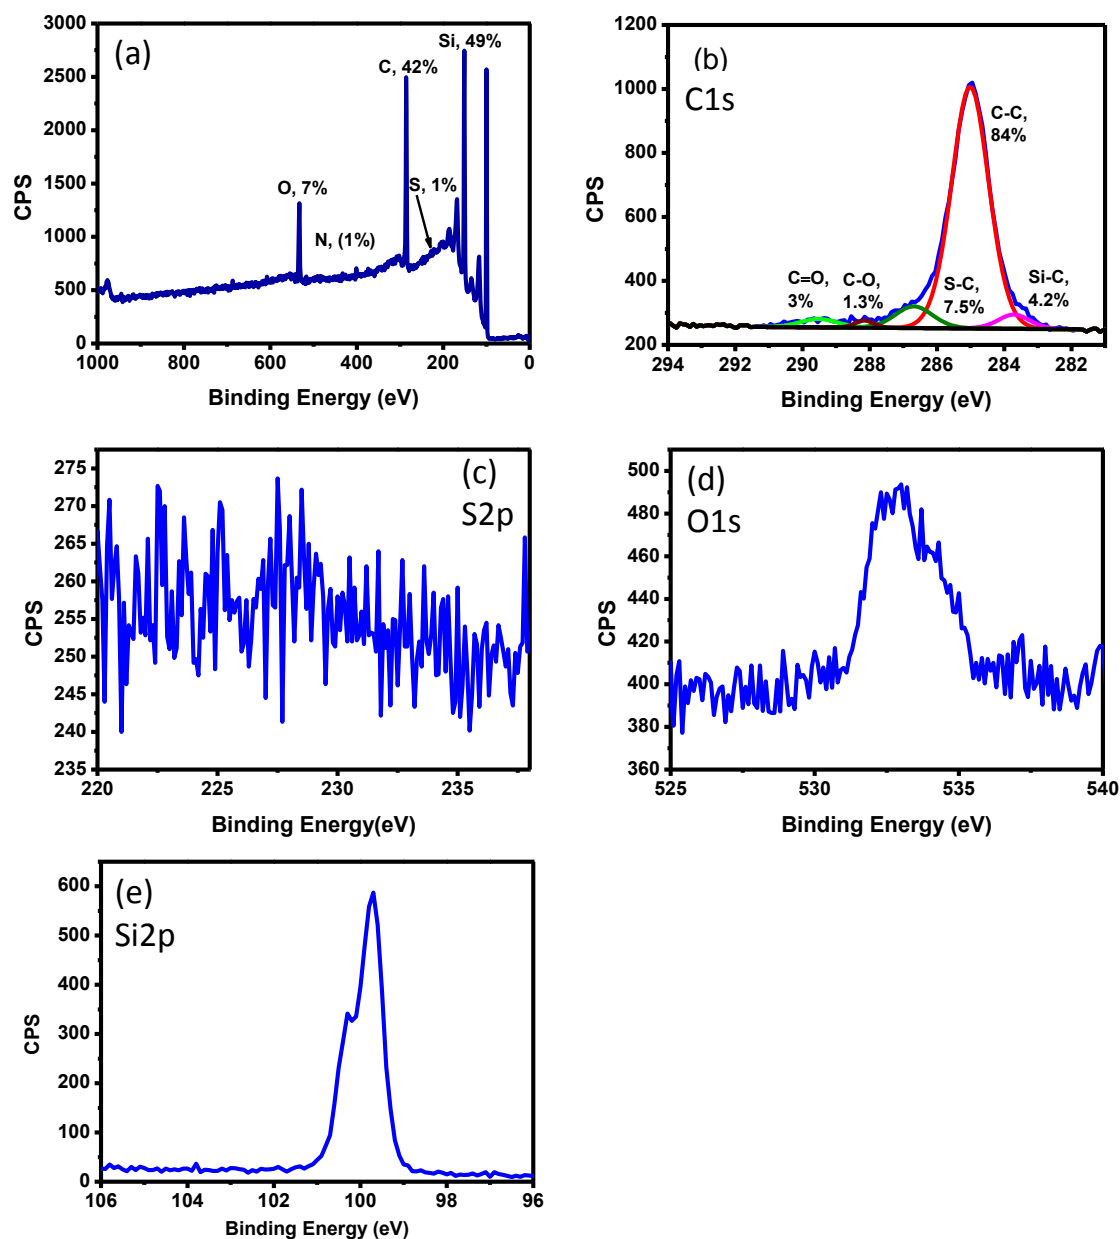 (a)
CPS
3000
2500
2000
1500
1000
500
0
Si, 49%
C, 42%
O, 7%
S, 1%
N, (1%)
1000
800
600
400
200
0
Binding Energy (eV)
(b)
C1s
CPS
1200
1000
800
600
400
200
C-C,
84%
C=O,
3%
C-O,
1.3%
S-C,
7.5%
Si-C,
4.2%
294
292
290
288
286
284
282
Binding Energy (eV)
(c)
S2p
CPS
275
270
265
260
255
250
245
240
235
220
225
230
235
Binding Energy(eV)
(d)
O1s
CPS
500
480
460
440
420
400
380
360
525
530
535
540
Binding Energy (eV)
(e)
Si2p
CPS
600
500
400
300
200
100
0
106
104
102
100
98
96
Binding Energy (eV)